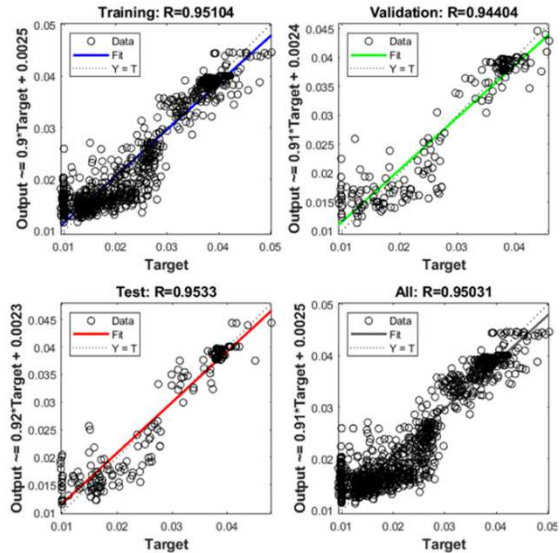 Training: R=0.95104
Output ~= 0.9*Target + 0.0025
0.05
0.04
0.03
0.02
0.01
Data
Fit
Y = T
0.01
0.02
0.03
0.04
0.05
Target
Validation: R=0.94404
Output ~= 0.91*Target + 0.0024
0.045
0.04
0.035
0.03
0.025
0.02
0.015
0.01
Data
Fit
Y = T
0.01
0.02
0.03
0.04
Target
Test: R=0.9533
Output ~= 0.92*Target + 0.0023
0.045
0.04
0.035
0.03
0.025
0.02
0.015
0.01
Data
Fit
Y = T
0.01
0.02
0.03
0.04
Target
All: R=0.95031
Output ~= 0.91*Target + 0.0025
0.05
0.04
0.03
0.02
0.01
Data
Fit
Y = T
0.01
0.02
0.03
0.04
0.05
Target